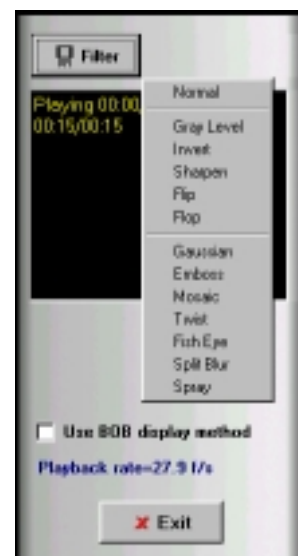 Filter
Playing 00:00,
00:15/00:15
Normal
Gray Level
Invert
Sharpen
Flip
Flop
Gaussian
Emboss
Mosaic
Twist
Fish Eye
Split Blur
Spray
Use BOB display method
Playback rate=27.9 f/s
Exit